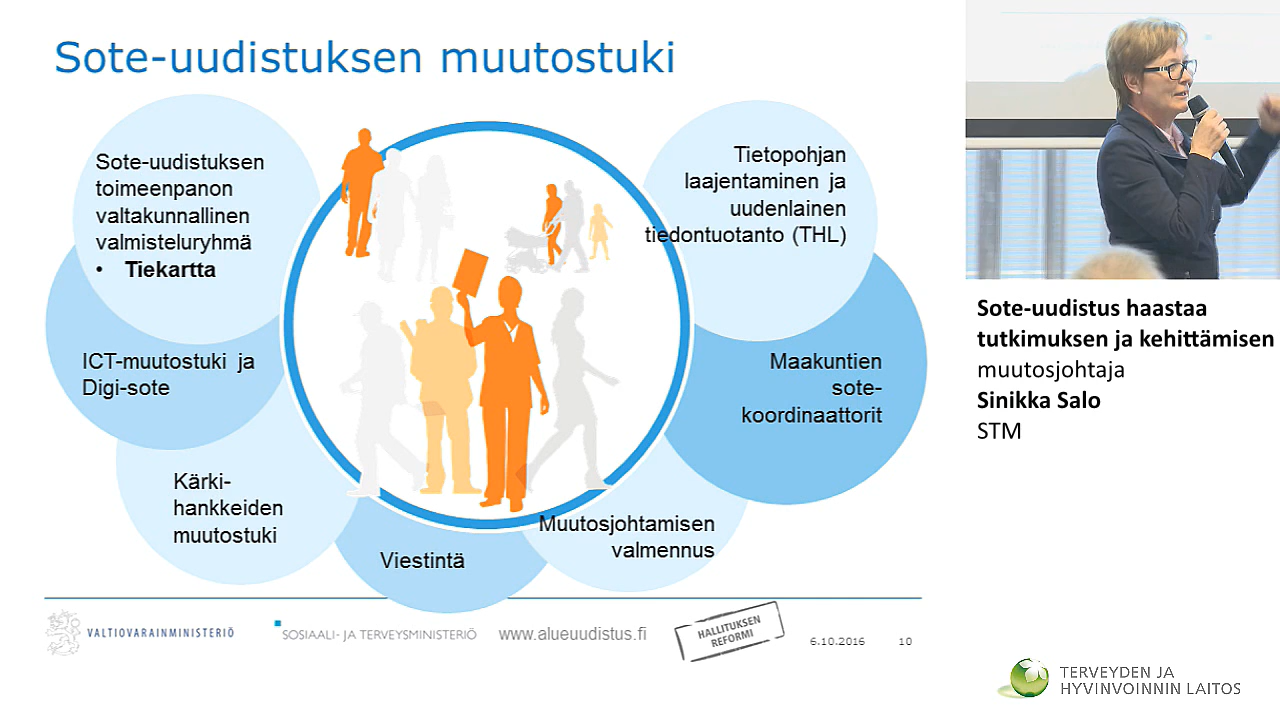 Sote-uudistuksen muutostuki
Sote-uudistuksen
toimeenpanon
valtakunnallinen
valmisteluryhmä
• Tiekartta
ICT-muutostuki ja
Digi-sote
Kärki-
hankkeiden
muutostuki
Viestintä
Muutosjohtamisen
valmennus
Maakuntien
sote-
koordinaattorit
Tietopohjan
laajentaminen ja
uudenlainen
tiedontuotanto (THL)
VALTIOVARAINMINISTERIÖ
SOSIAALI- JA TERVEYSMINISTERIÖ
www.alueuudistus.fi
HALLITUKSEN
REFORMI
6.10.2016
10
Sote-uudistus haastaa
tutkimuksen ja kehittämisen
muutosjohtaja
Sinikka Salo
STM
TERVEYDEN JA
HYVINVOINNIN LAITOS